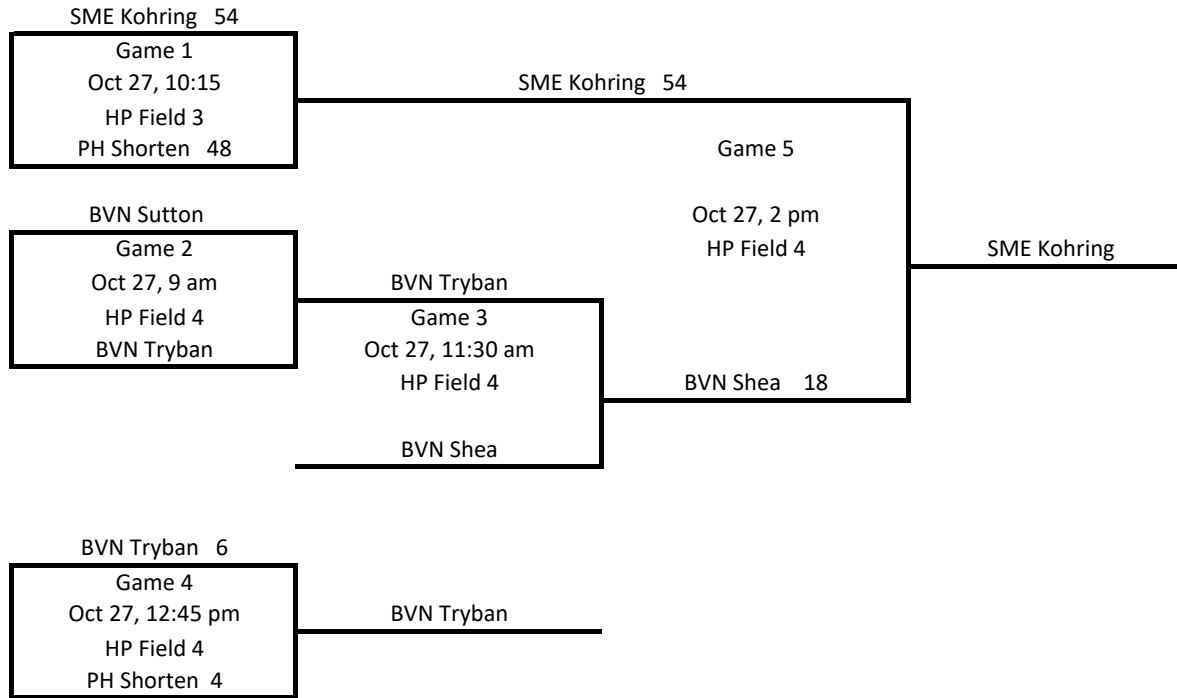 SME Kohring 54
Game 1
Oct 27, 10:15
HP Field 3
PH Shorten 48
SME Kohring 54
Game 5
Oct 27, 2 pm
HP Field 4
SME Kohring
BVN Sutton
Game 2
Oct 27, 9 am
HP Field 4
BVN Tryban
BVN Tryban
Game 3
Oct 27, 11:30 am
HP Field 4
BVN Shea
BVN Shea 18
BVN Tryban 6
Game 4
Oct 27, 12:45 pm
HP Field 4
PH Shorten 4
BVN Tryban